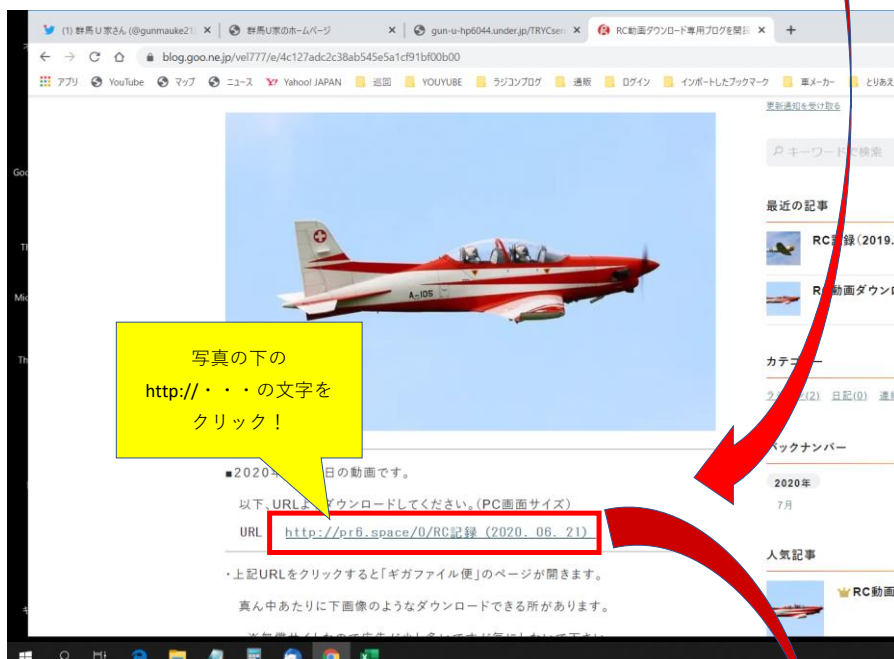 (1) 群馬U家さん (@gunmauke21
群馬U家のホームページ
gun-u-hp6044.under.jp/TRYCsen
RC動画ダウンロード専用ブログを開設
blog.goo.ne.jp/vel777/e/4c127adc2c38ab545e5a1cf91bf00b00
アプリ YouTube マップ ニュース Yahoo! JAPAN 巡回 YOUYUBE ラジコンブログ 通販 ログイン インポートしたブックマーク 車メーカー とりあえ
更新通知を受け取る
キーワードで検索
Goo
Mic
最近の記事
RC記録(2019.
RC動画ダウンロ
A-105
写真の下の
http://・・・の文字を
クリック！
カテゴリー
日記(0)
バックナンバー
2020年
7月
■2020年 日の動画です。
以下、URLよりダウンロードしてください。(PC画面サイズ)
URL http://pr6.space/0/RC記録 (2020. 06. 21)
・上記URLをクリックすると「ギガファイル便」のページが開きます。
真ん中あたりに下画像のようなダウンロードできる所があります。
人気記事
RC動画